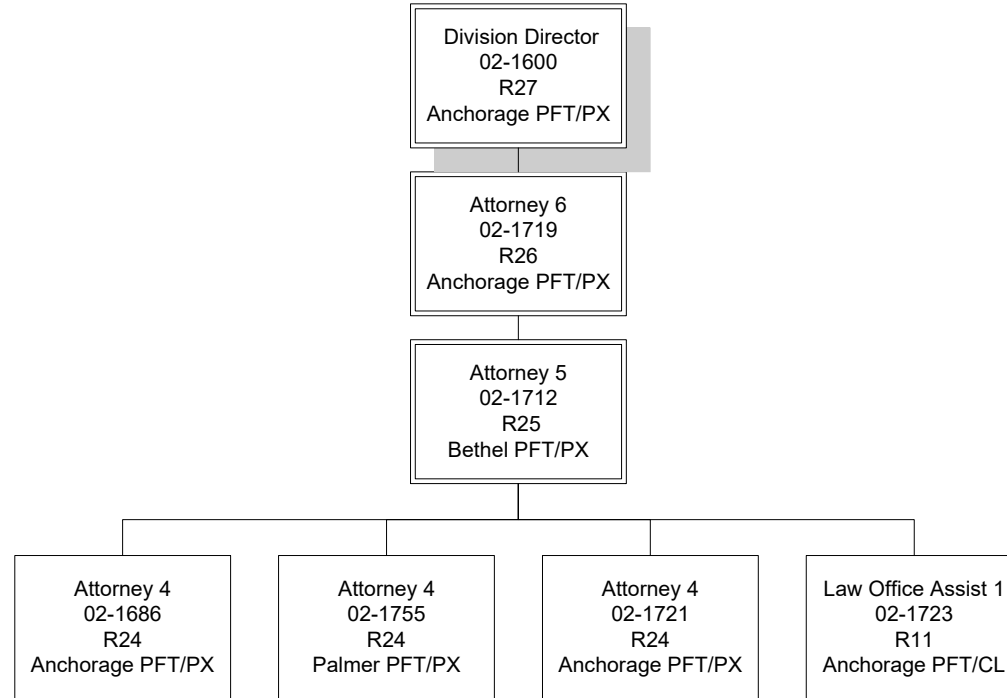 Division Director
02-1600
R27
Anchorage PFT/PX
Attorney 6
02-1719
R26
Anchorage PFT/PX
Attorney 5
02-1712
R25
Bethel PFT/PX
Attorney 4
02-1686
R24
Anchorage PFT/PX
Attorney 4
02-1755
R24
Palmer PFT/PX
Attorney 4
02-1721
R24
Anchorage PFT/PX
Law Office Assist 1
02-1723
R11
Anchorage PFT/CL